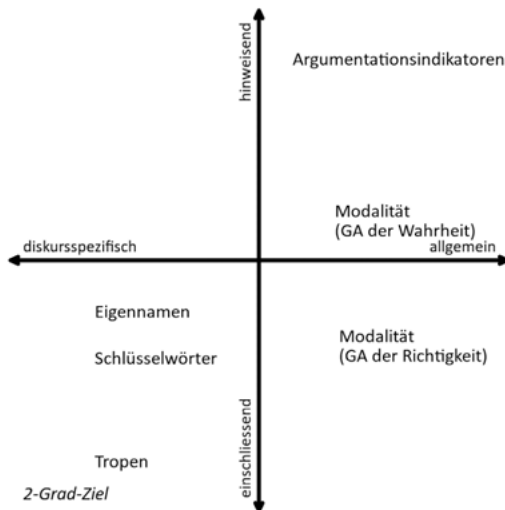 hinweisend
Argumentationsindikatoren
Modalität
(GA der Wahrheit)
diskursspezifisch
allgemein
Eigennamen
Modalität
(GA der Richtigkeit)
Schlüsselwörter
einschliessend
Tropen
2-Grad-Ziel